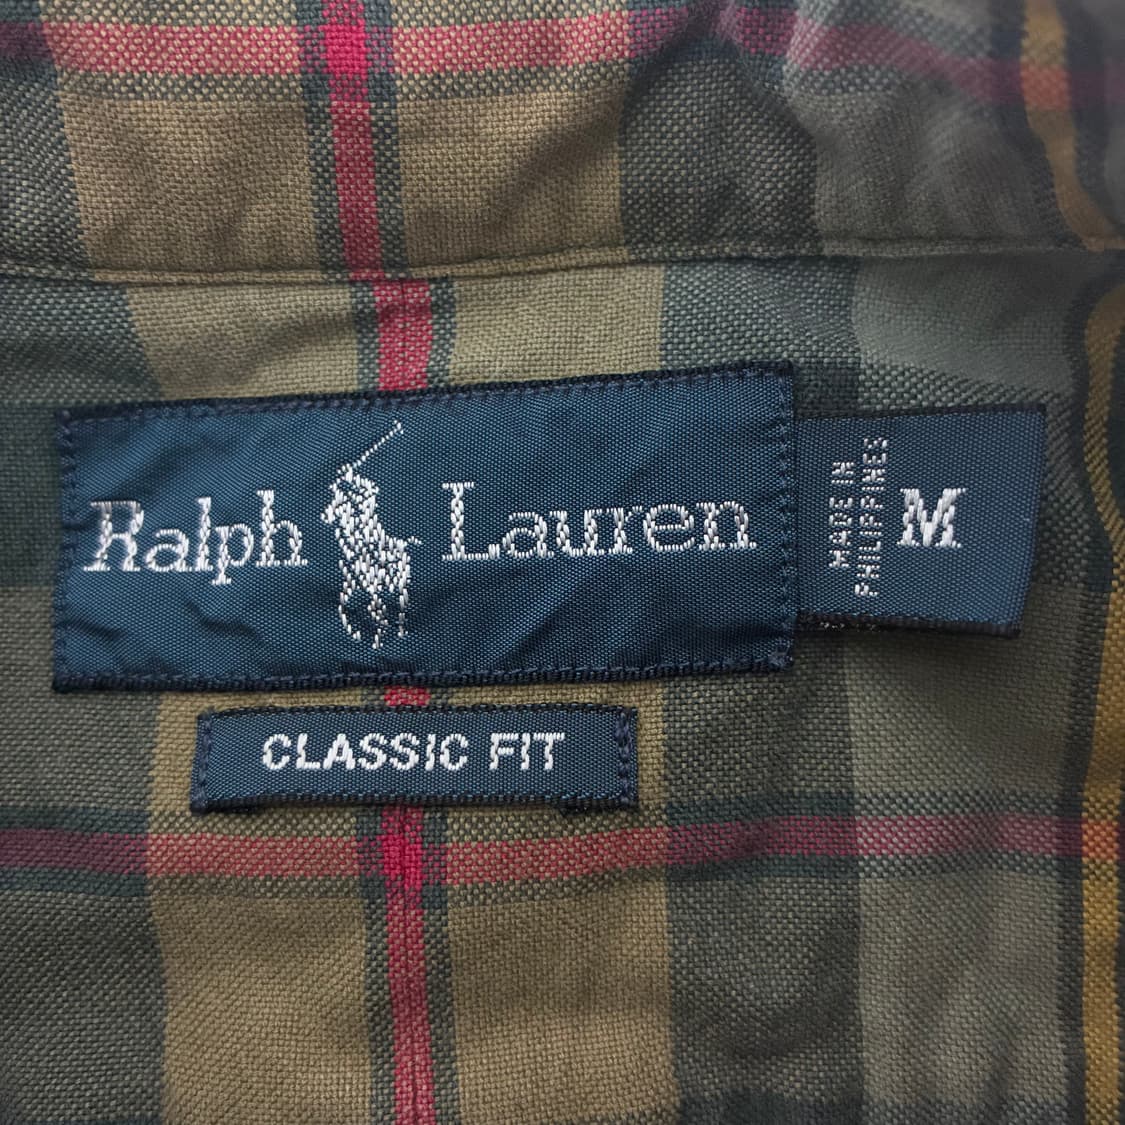 Ralph Lauren
MADE IN
PHILIPPINES
M
CLASSIC FIT